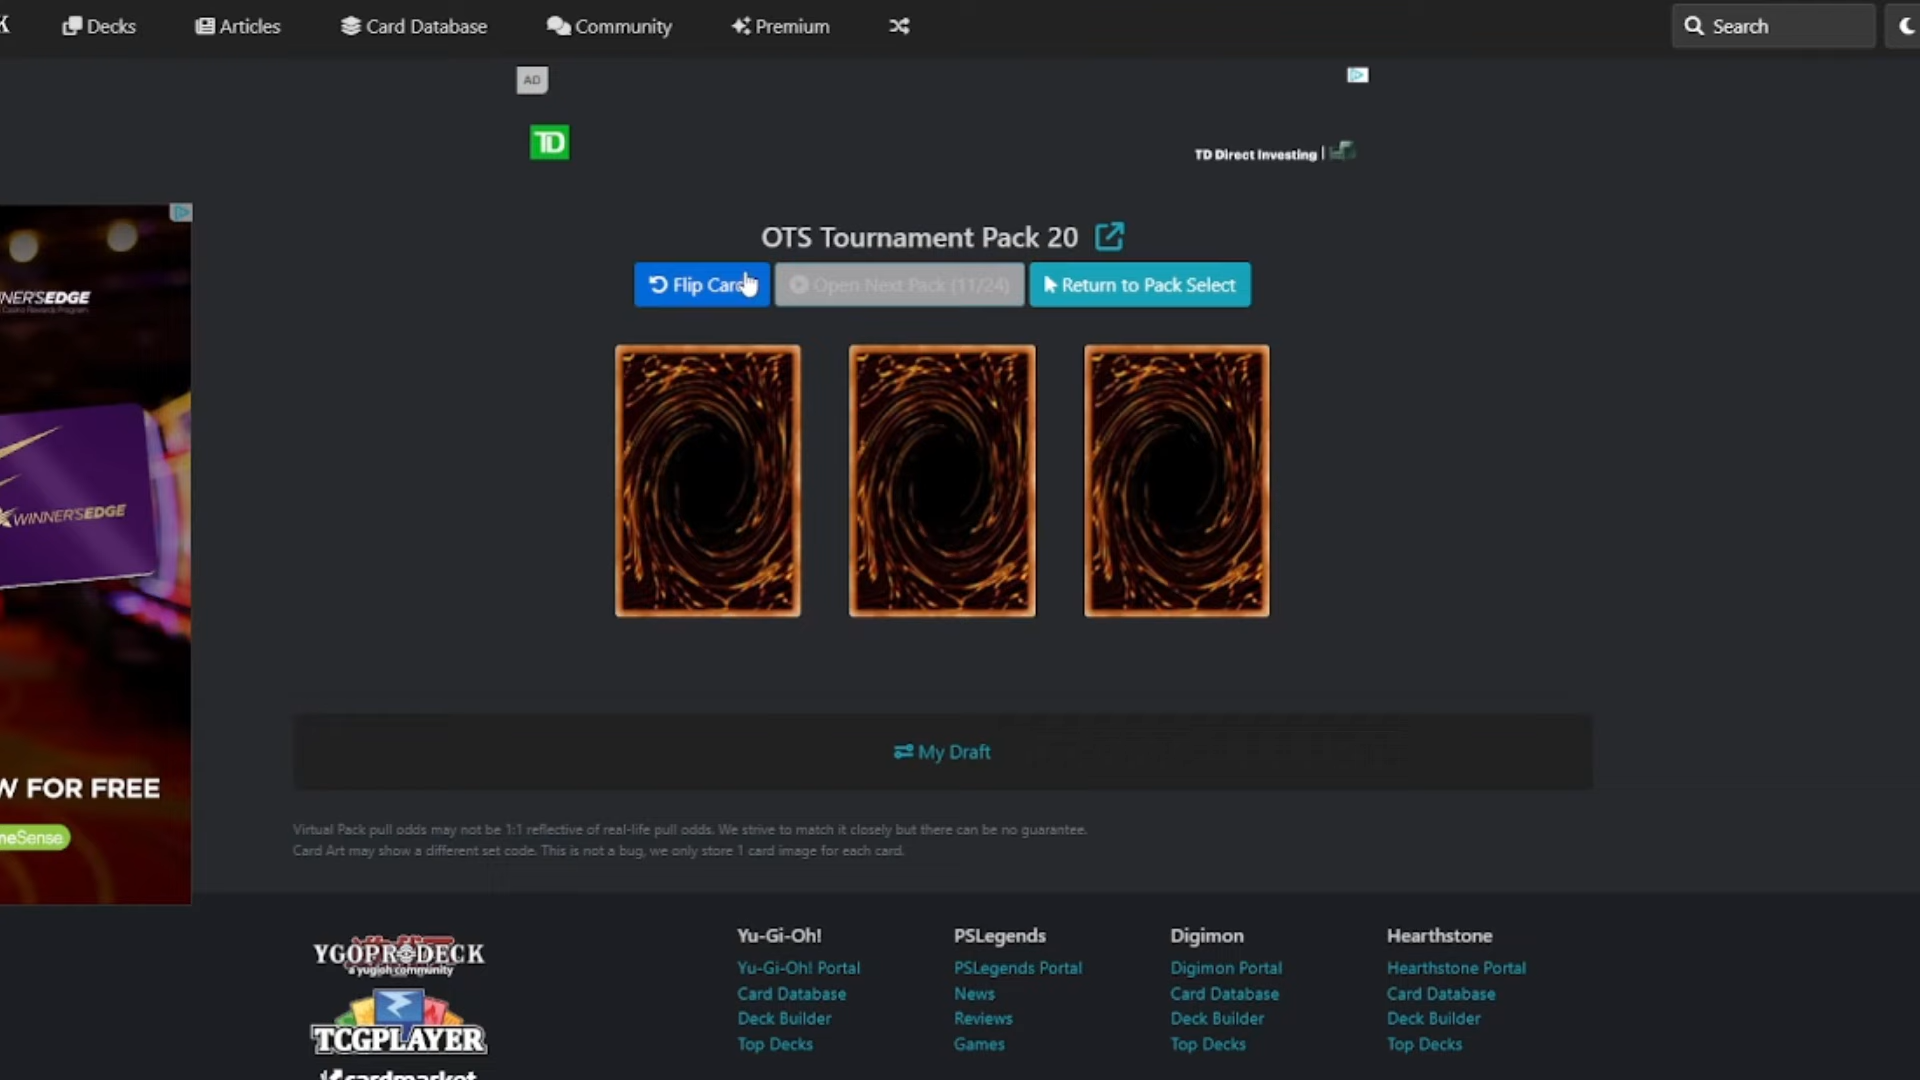 Decks
Articles
Card Database
Community
Premium
Search
AD
TD
TD Direct Investing |
OTS Tournament Pack 20
Flip Card
Open Next Pack (11/24)
Return to Pack Select
WINNER'SEDGE
FOR FREE
My Draft
Virtual Pack pull odds may not be 1:1 reflective of real-life pull odds. We strive to match it closely but there can be no guarantee.
Card Art may show a different set code. This is not a bug, we only store 1 card image for each card.
YGOPRODECK
a yugioh community
TCGPLAYER
cardmarket
Yu-Gi-Oh!
Yu-Gi-Oh! Portal
Card Database
Deck Builder
Top Decks
PSLegends
PSLegends Portal
News
Reviews
Games
Digimon
Digimon Portal
Card Database
Deck Builder
Top Decks
Hearthstone
Hearthstone Portal
Card Database
Deck Builder
Top Decks